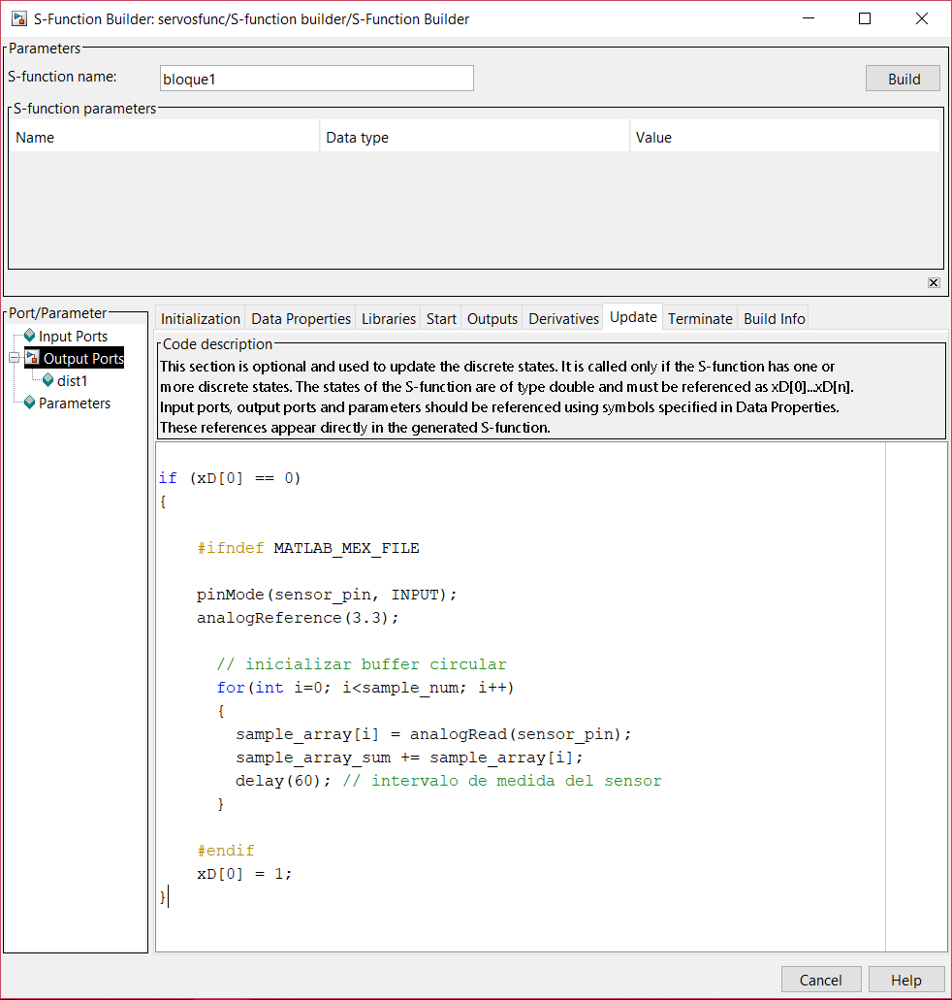 S-Function Builder: servosfunc/S-function builder/S-Function Builder
Parameters
S-function name:
bloque1
Build
S-function parameters
Name
Data type
Value
Port/Parameter
Input Ports
Output Ports
dist1
Parameters
Initialization
Data Properties
Libraries
Start
Outputs
Derivatives
Update
Terminate
Build Info
Code description
This section is optional and used to update the discrete states. It is called only if the S-function has one or
more discrete states. The states of the S-function are of type double and must be referenced as xD[0]...xD[n].
Input ports, output ports and parameters should be referenced using symbols specified in Data Properties.
These references appear directly in the generated S-function.
if (xD[0] == 0)
{
#ifndef MATLAB_MEX_FILE
pinMode(sensor_pin, INPUT);
analogReference(3.3);
// inicializar buffer circular
for(int i=0; i<sample_num; i++)
{
sample_array[i] = analogRead(sensor_pin);
sample_array_sum += sample_array[i];
delay(60); // intervalo de medida del sensor
}
#endif
xD[0] = 1;
}
Cancel
Help